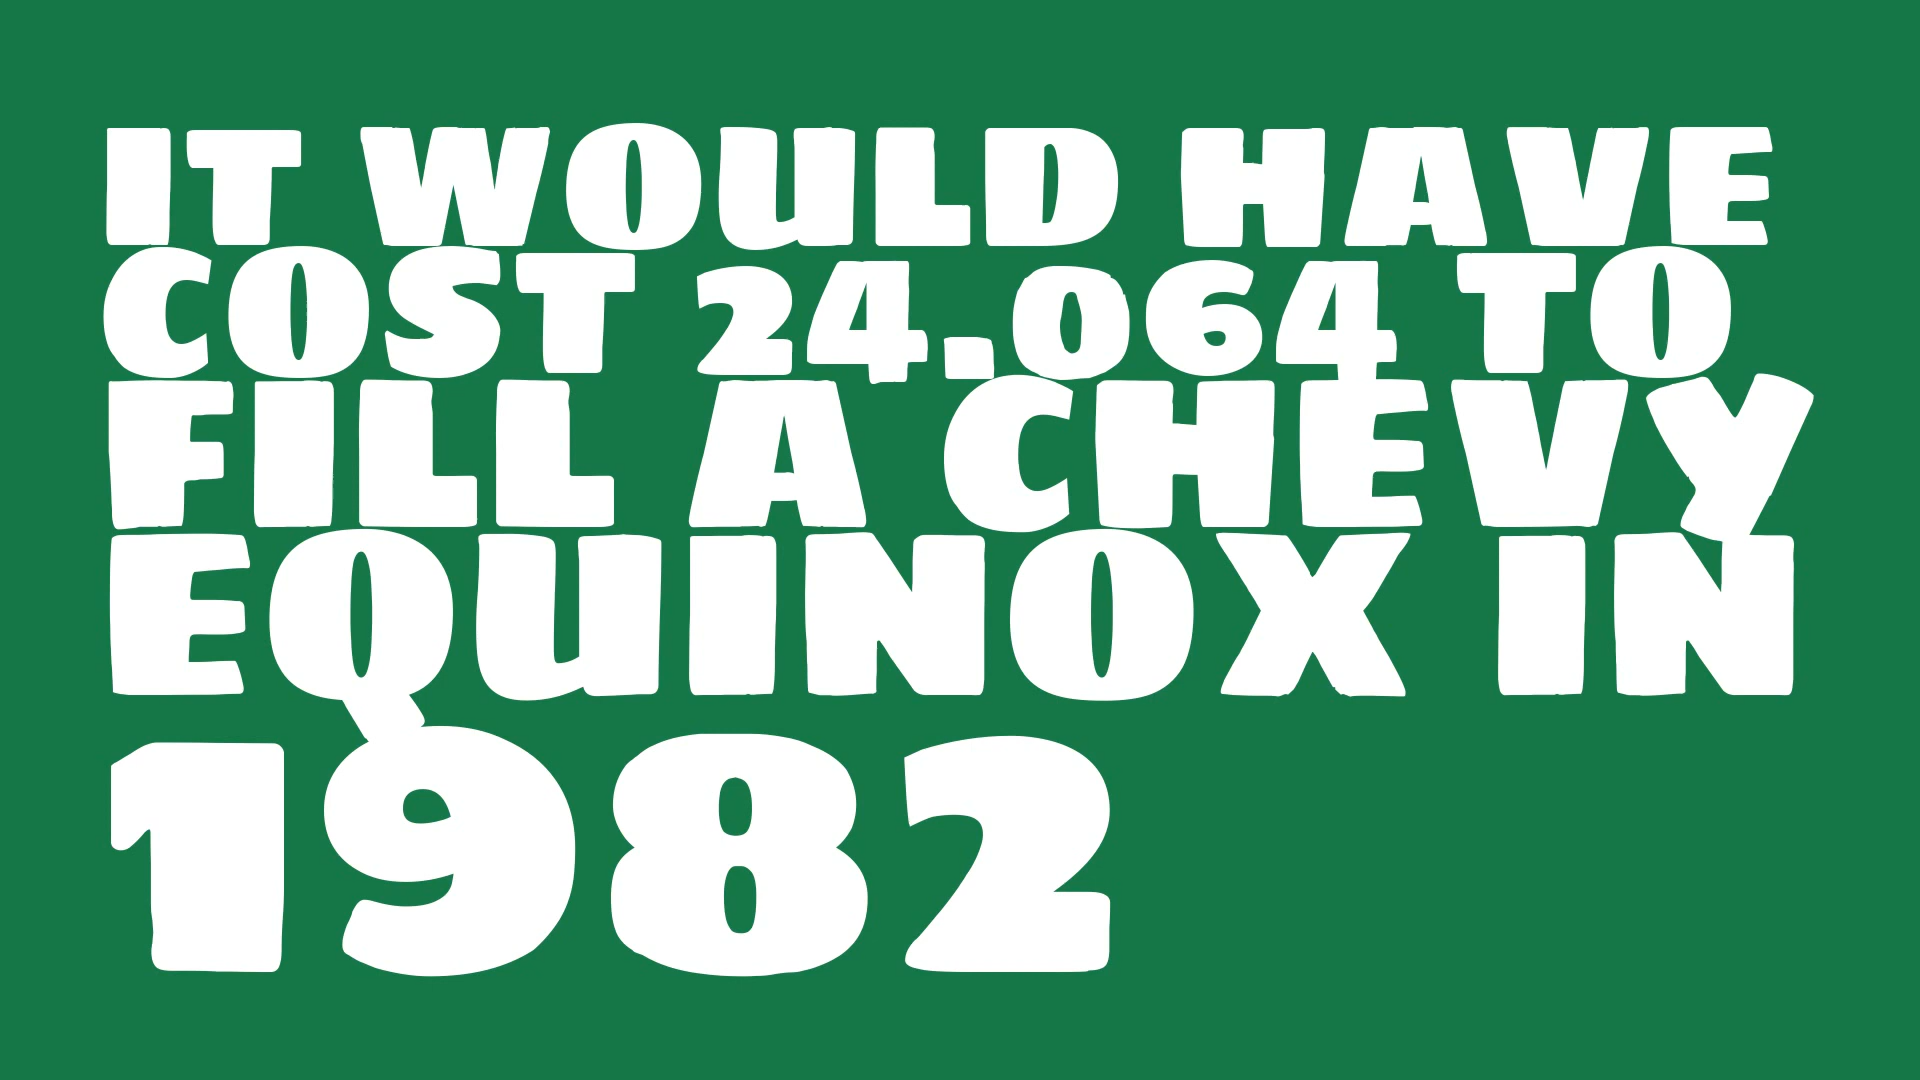 IT WOULD HAVE
COST 24.064 TO
FILL A CHEVY
EQUINOX IN
1982